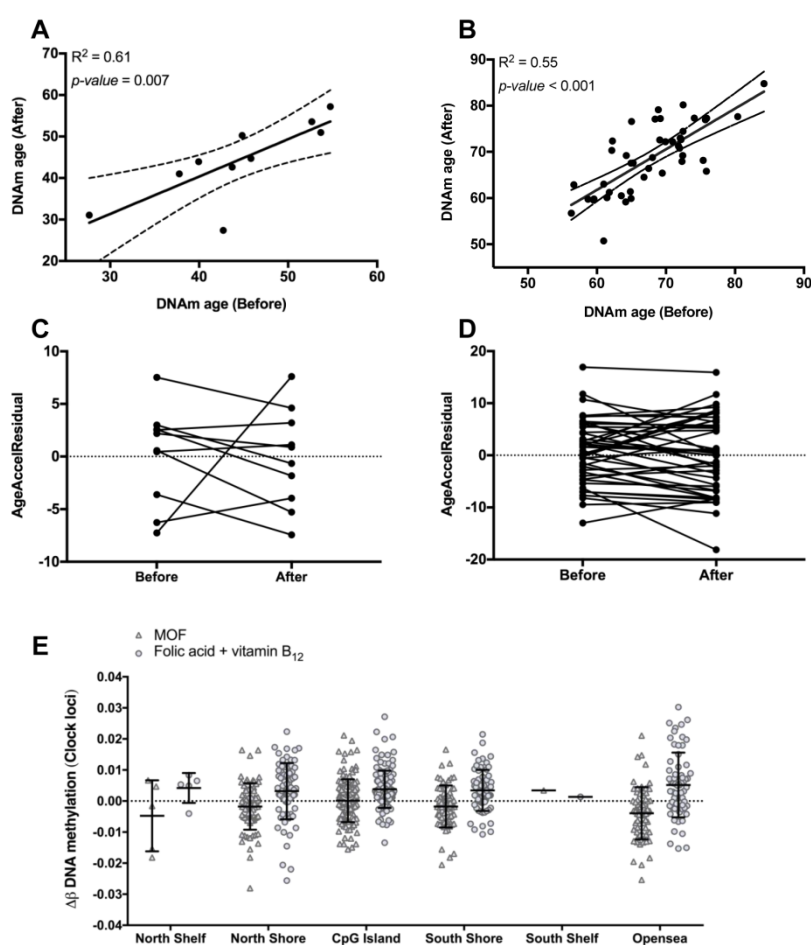 A
R² = 0.61
p-value = 0.007
DNAm age (After)
70
60
50
40
30
20
30
40
50
60
DNAm age (Before)
B
R² = 0.55
p-value < 0.001
DNAm age (After)
90
80
70
60
50
50
60
70
80
90
DNAm age (Before)
C
AgeAccelResidual
10
5
0
-5
-10
Before
After
D
AgeAccelResidual
20
10
0
-10
-20
Before
After
E
MOF
Folic acid + vitamin B₁₂
Δβ DNA methylation (Clock loci)
0.04
0.03
0.02
0.01
0.00
-0.01
-0.02
-0.03
-0.04
North Shelf
North Shore
CpG Island
South Shore
South Shelf
Opensea